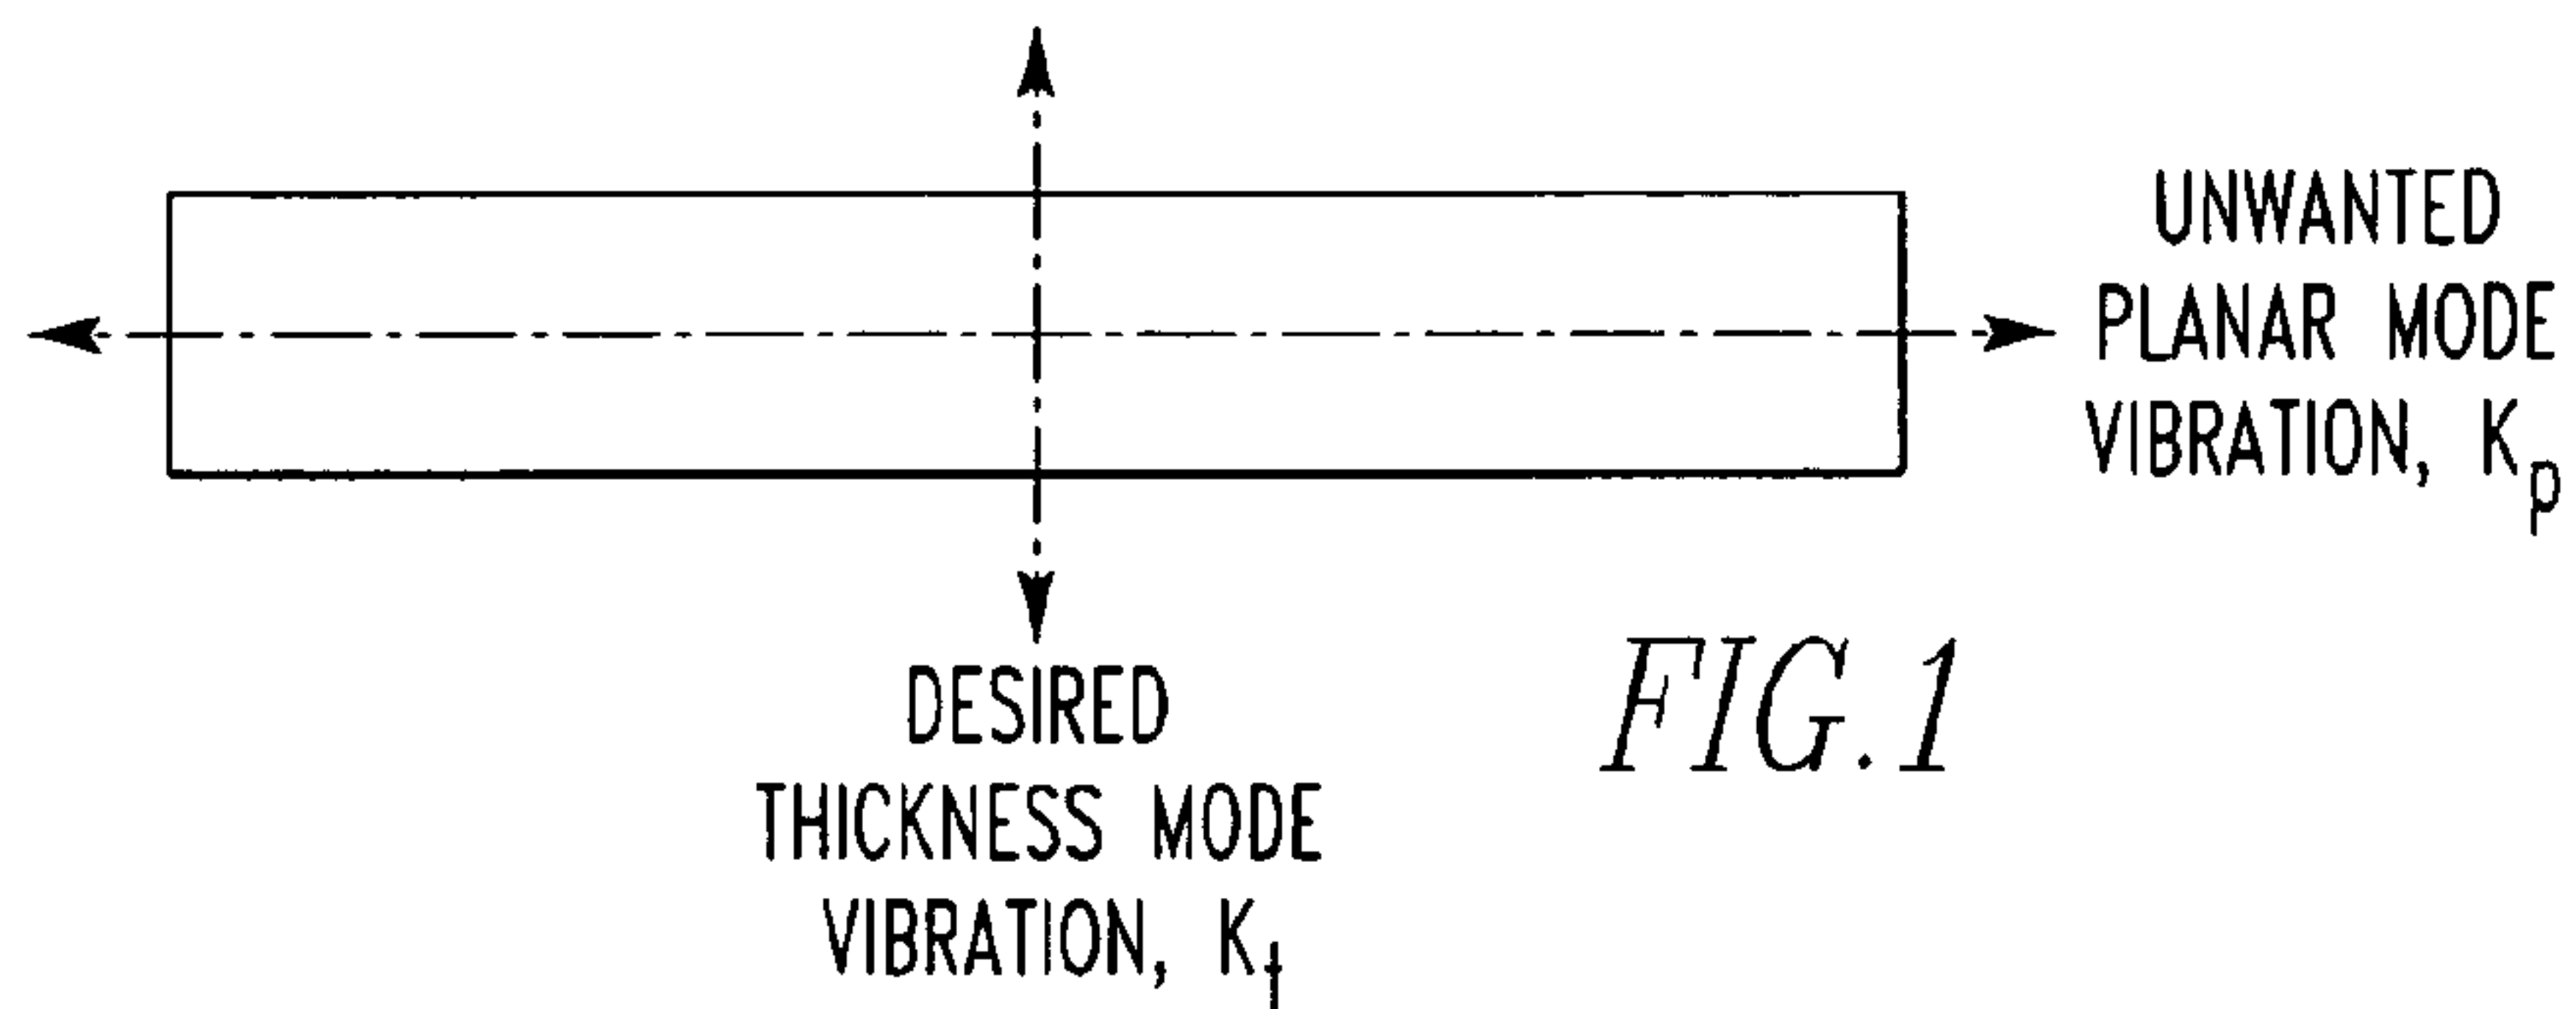 UNWANTED
PLANAR MODE
VIBRATION, Kp
DESIRED
THICKNESS MODE
VIBRATION, Kt
FIG. 1